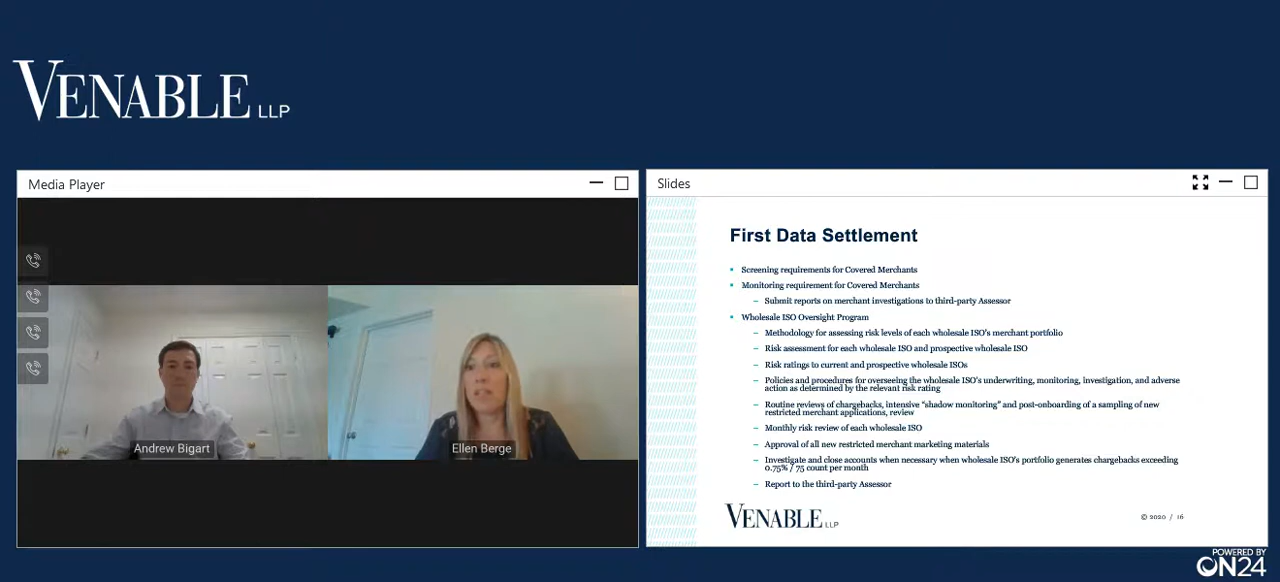 VENABLE LLP
Media Player
Andrew Bigart
Ellen Berge
Slides
First Data Settlement
▪ Screening requirements for Covered Merchants
▪ Monitoring requirement for Covered Merchants
– Submit reports on merchant investigations to third-party Assessor
▪ Wholesale ISO Oversight Program
– Methodology for assessing risk levels of each wholesale ISO's merchant portfolio
– Risk assessment for each wholesale ISO and prospective wholesale ISO
– Risk ratings to current and prospective wholesale ISOs
– Policies and procedures for overseeing the wholesale ISO's underwriting, monitoring, investigation, and adverse
action as determined by the relevant risk rating
– Routine reviews of chargebacks, intensive “shadow monitoring” and post-onboarding of a sampling of new
restricted merchant applications, review
– Monthly risk review of each wholesale ISO
– Approval of all new restricted merchant marketing materials
– Investigate and close accounts when necessary when wholesale ISO's portfolio generates chargebacks exceeding
0.75% / 75 count per month
– Report to the third-party Assessor
VENABLE LLP
© 2020 / 16
POWERED BY
ON24